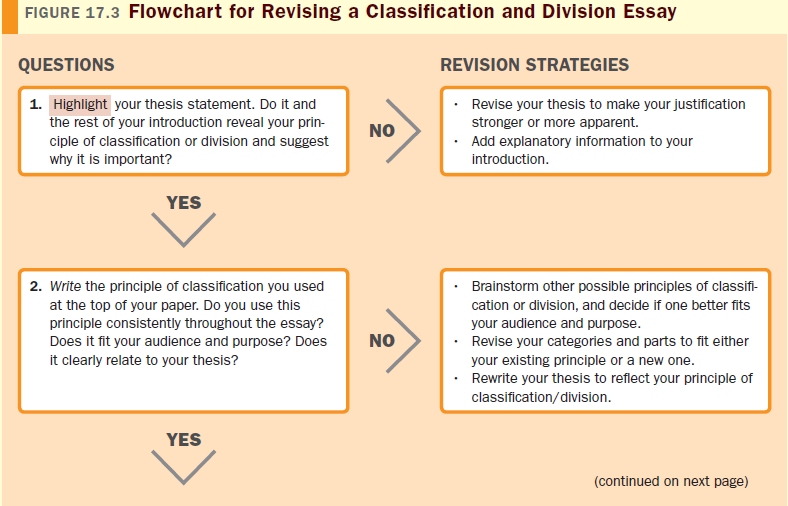 FIGURE 17.3 Flowchart for Revising a Classification and Division Essay
QUESTIONS
REVISION STRATEGIES
1. Highlight your thesis statement. Do it and
the rest of your introduction reveal your prin-
ciple of classification or division and suggest
why it is important?
NO
• Revise your thesis to make your justification
stronger or more apparent.
• Add explanatory information to your
introduction.
YES
2. Write the principle of classification you used
at the top of your paper. Do you use this
principle consistently throughout the essay?
Does it fit your audience and purpose? Does
it clearly relate to your thesis?
NO
• Brainstorm other possible principles of classifi-
cation or division, and decide if one better fits
your audience and purpose.
• Revise your categories and parts to fit either
your existing principle or a new one.
• Rewrite your thesis to reflect your principle of
classification/division.
YES
(continued on next page)